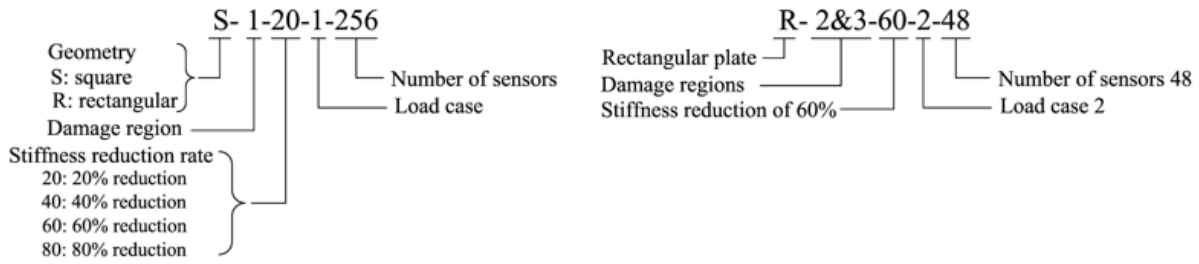 S- 1-20-1-256
Geometry
S: square
R: rectangular
Number of sensors
Load case
Damage region
Stiffness reduction rate
20: 20% reduction
40: 40% reduction
60: 60% reduction
80: 80% reduction
R- 2&3-60-2-48
Rectangular plate
Damage regions
Stiffness reduction of 60%
Number of sensors 48
Load case 2